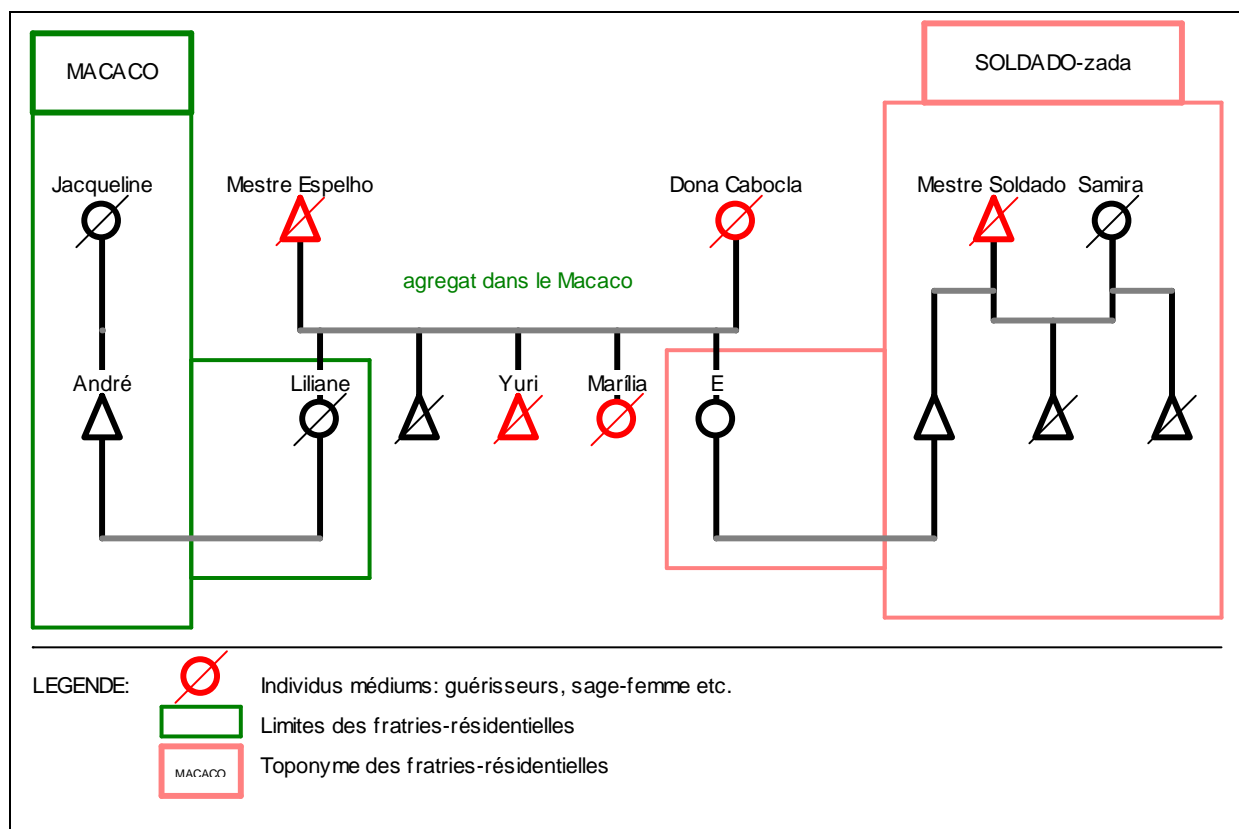 MACACO
SOLDADO-zada
Jacqueline
Mestre Espelho
Dona Cabocla
Mestre Soldado
Samira
agregat dans le Macaco
André
Liliane
Yuri
Marília
E
LEGENDE:
Individus médiums: guérisseurs, sage-femme etc.
Limites des fratries-résidentielles
MACACO
Toponyme des fratries-résidentielles